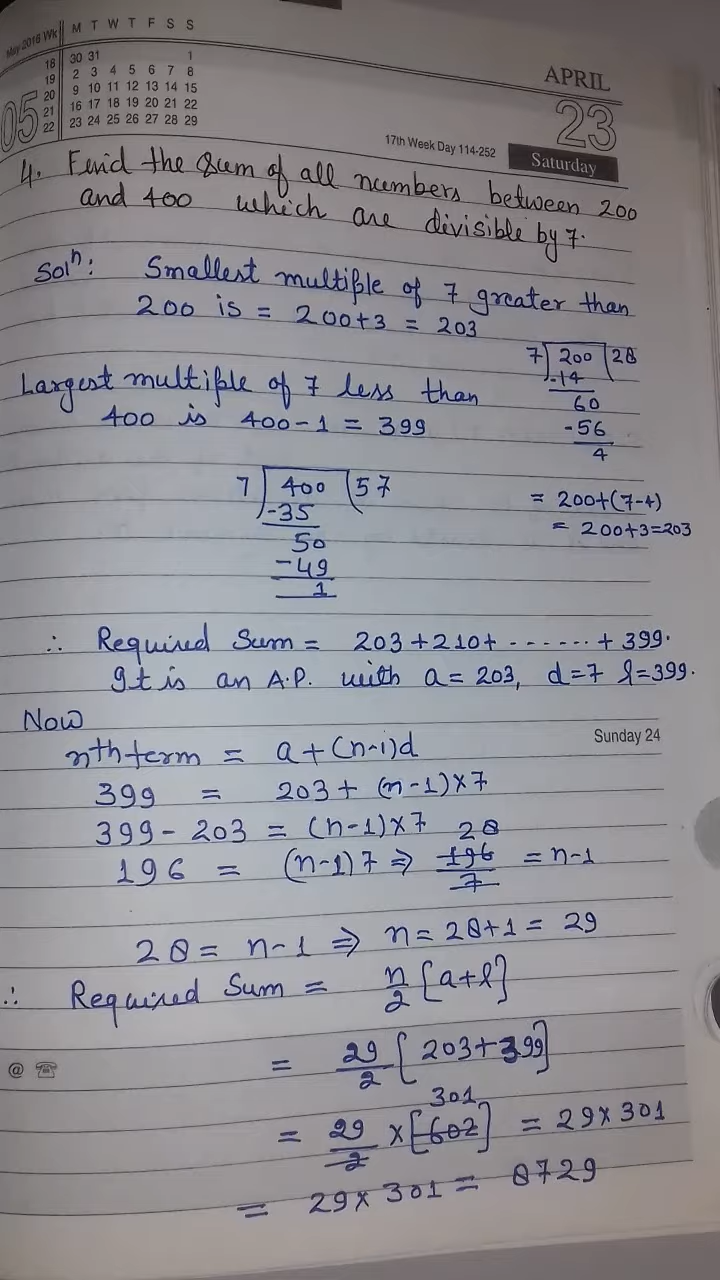 May 2016 Wk M T W T F S S
18 30 31 1
19 2 3 4 5 6 7 8
20 9 10 11 12 13 14 15
21 16 17 18 19 20 21 22
22 23 24 25 26 27 28 29
05
APRIL
23
17th Week Day 114-252
Saturday
4. Find the Sum of all numbers between 200
and 400 which are divisible by 7.
Solⁿ: Smallest multiple of 7 greater than
200 is = 200+3 = 203
7 200 28
-14
60
-56
4
= 200+(7-4)
= 200+3=203
Largest multiple of 7 less than
400 is 400-1 = 399
7 400 57
-35
50
-49
1
∴ Required Sum = 203+210+ ------- + 399.
It is an A.P. with a= 203, d=7 l=399.
Now
Sunday 24
nth term = a+(n-1)d
399 = 203+ (n-1)×7
399- 203 = (n-1)×7
196 = (n-1)7 ⇒ 196/7 = n-1
28
28 = n-1 ⇒ n= 28+1 = 29
∴ Required Sum = n/2 [a+l]
= 29/2 [203+399]
301
= 29/2 ×[602] = 29×301
= 29×301 = 8729
@ ☎